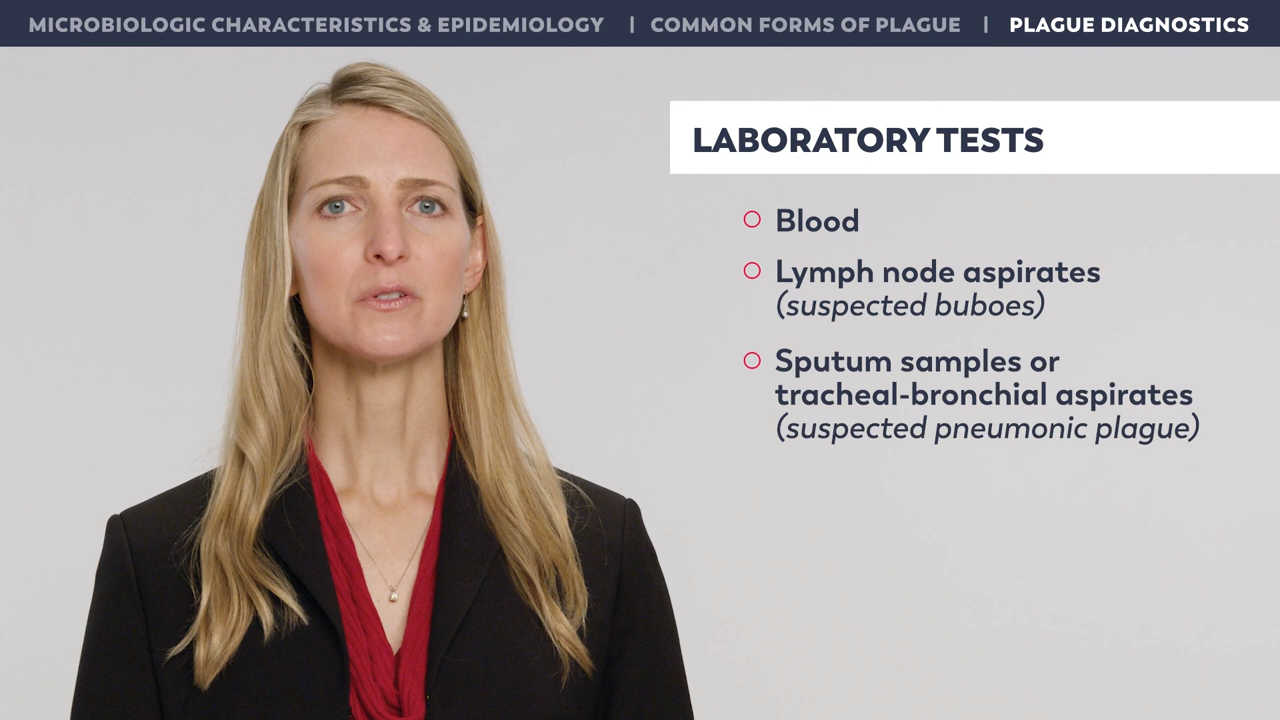 MICROBIOLOGIC CHARACTERISTICS & EPIDEMIOLOGY | COMMON FORMS OF PLAGUE | PLAGUE DIAGNOSTICS
LABORATORY TESTS
Blood
Lymph node aspirates
(suspected buboes)
Sputum samples or
tracheal-bronchial aspirates
(suspected pneumonic plague)